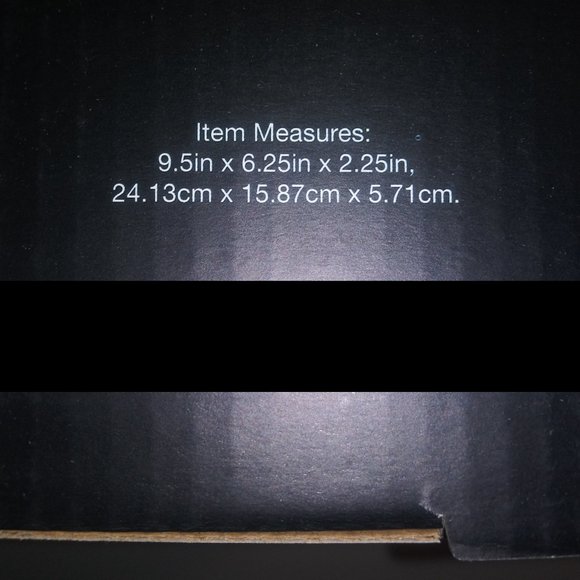 Item Measures:
9.5in x 6.25in x 2.25in,
24.13cm x 15.87cm x 5.71cm.